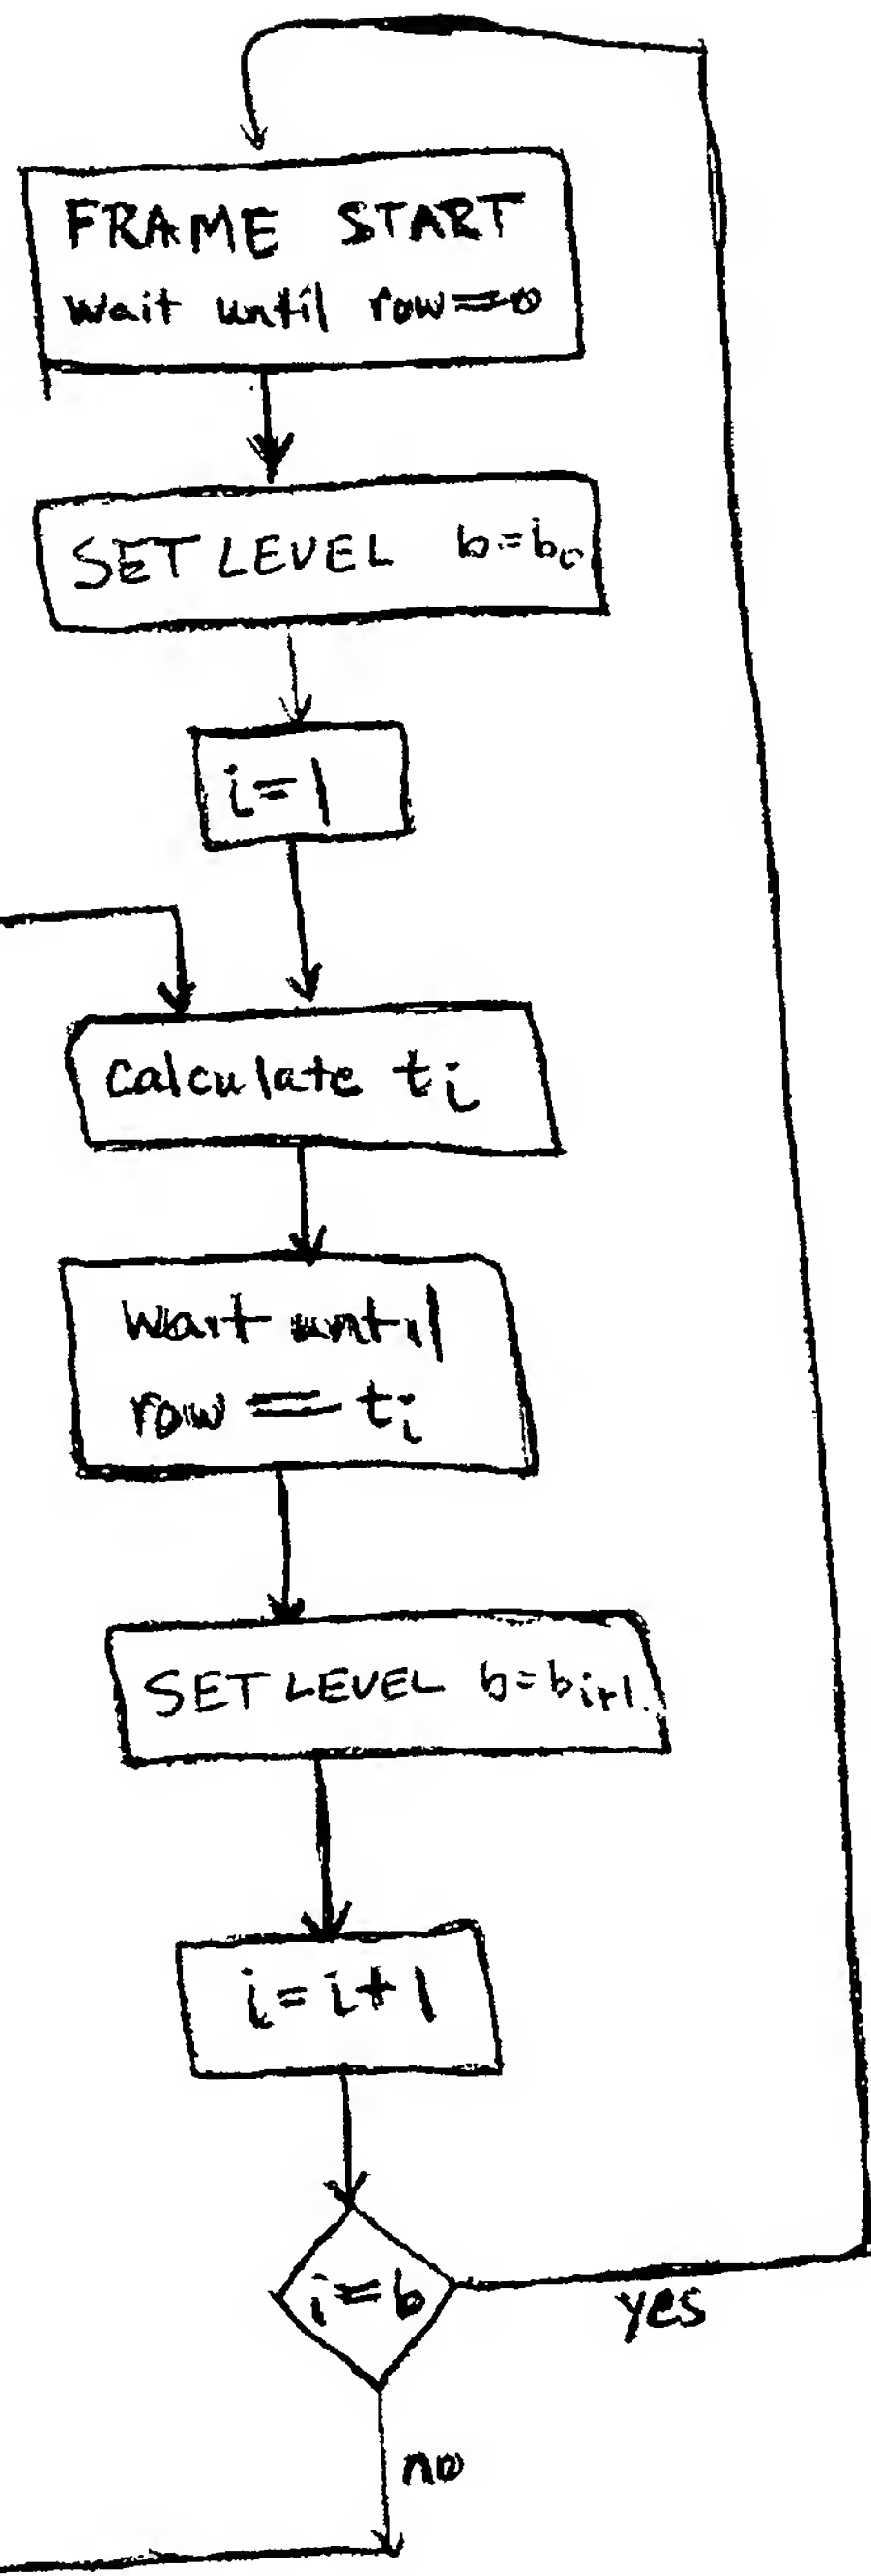 FRAME START
wait until row=0
SET LEVEL b=b₀
i=1
Calculate tᵢ
Wait until
row = tᵢ
SET LEVEL b=bᵢ₊₁
i=i+1
i=b
yes
no